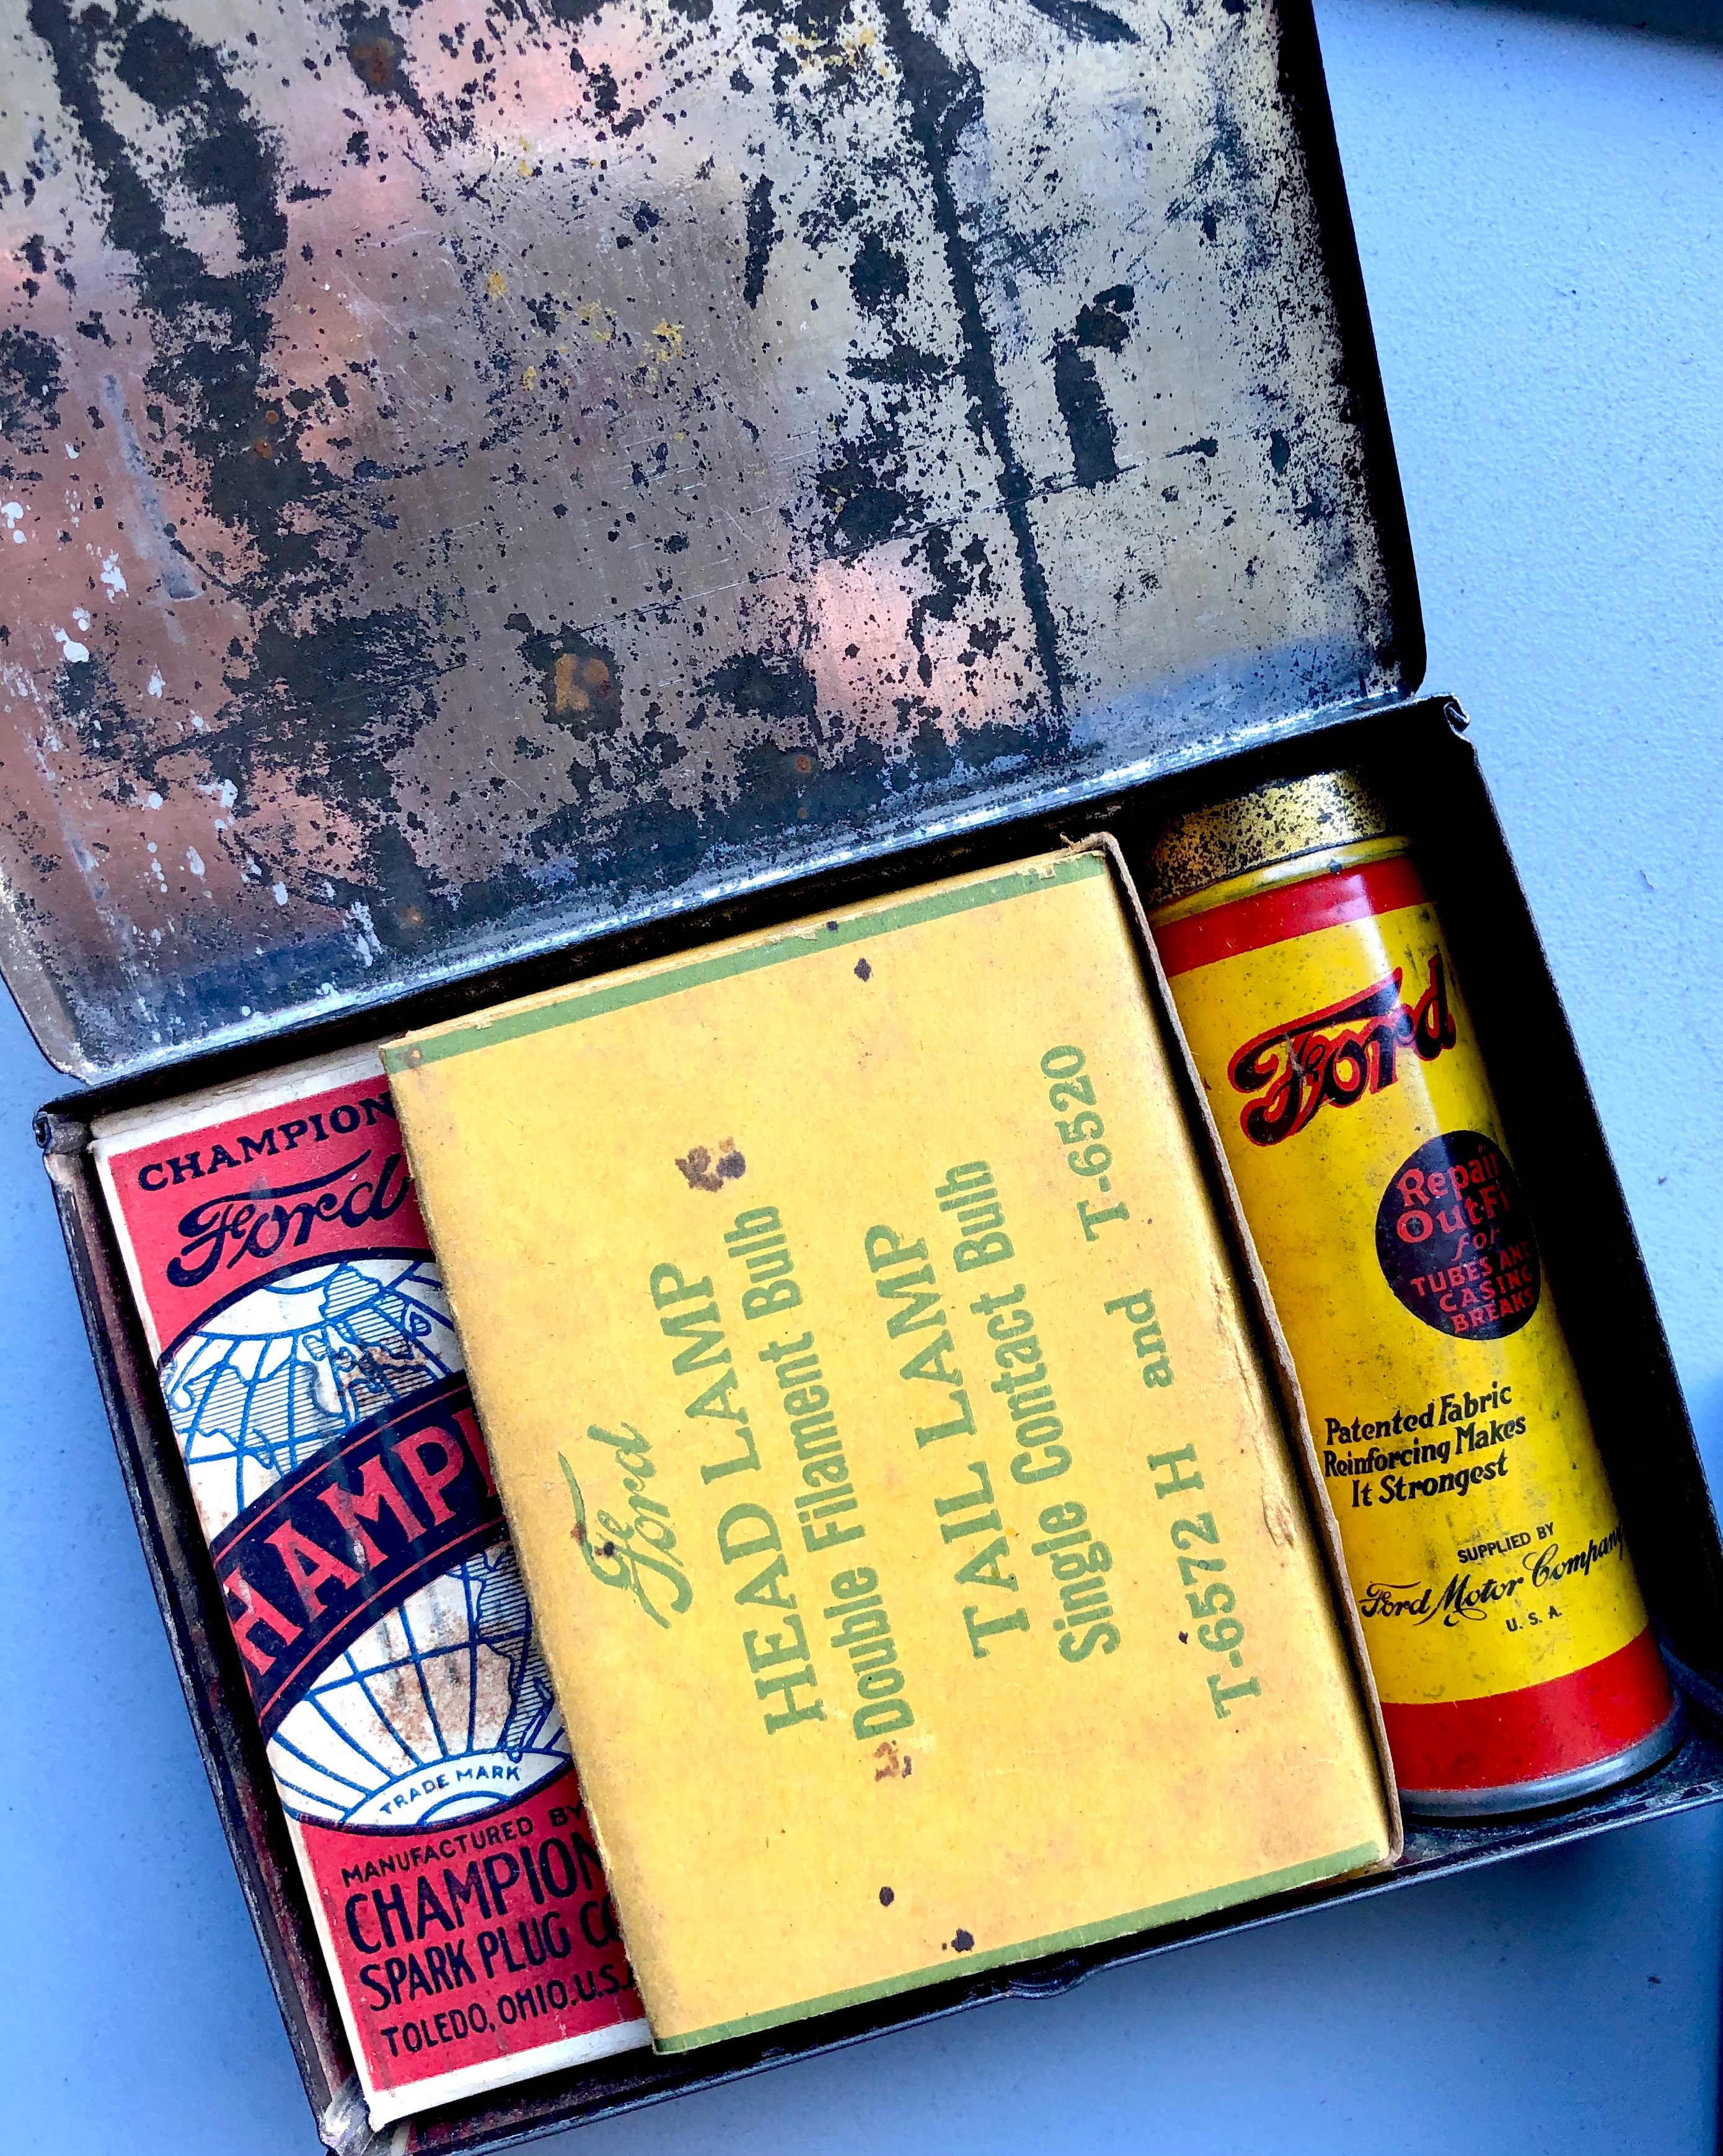 CHAMPION
Ford
HAMPI
TRADE MARK
MANUFACTURED BY
CHAMPION
SPARK PLUG CO
TOLEDO, OHIO. U.S.A
Ford
HEAD LAMP
Double Filament Bulb
TAIL LAMP
Single Contact Bulb
T-6572 H and T-6520
Ford
Repair
OutFi
for
TUBES AND
CASING
BREAKS
Patented Fabric
Reinforcing Makes
It Strongest
SUPPLIED BY
Ford Motor Company
U. S. A.